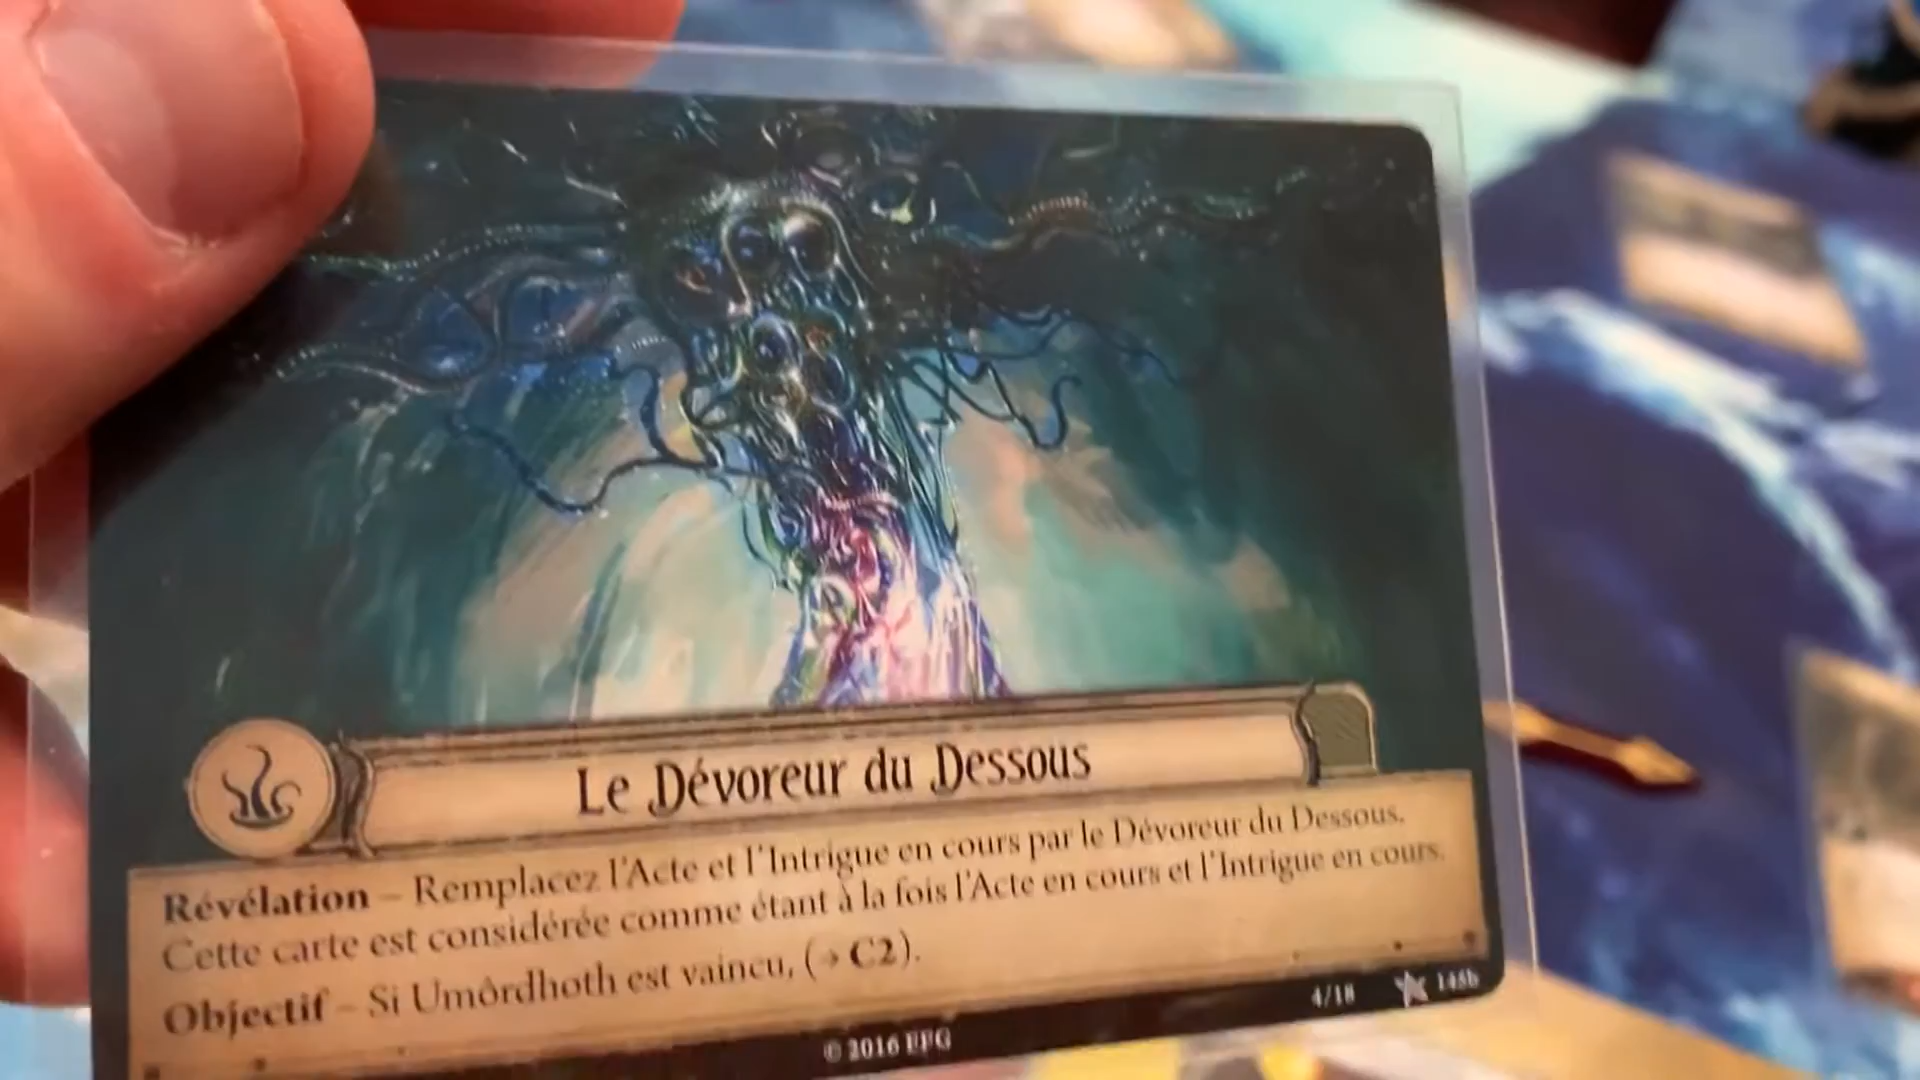 Le Dévoreur du Dessous
Révélation – Remplacez l'Acte et l'Intrigue en cours par le Dévoreur du Dessous.
Cette carte est considérée comme étant à la fois l'Acte en cours et l'Intrigue en cours.
Objectif – Si Umôrdhoth est vaincu, (→ C2).
4/18
© 2016 FFG